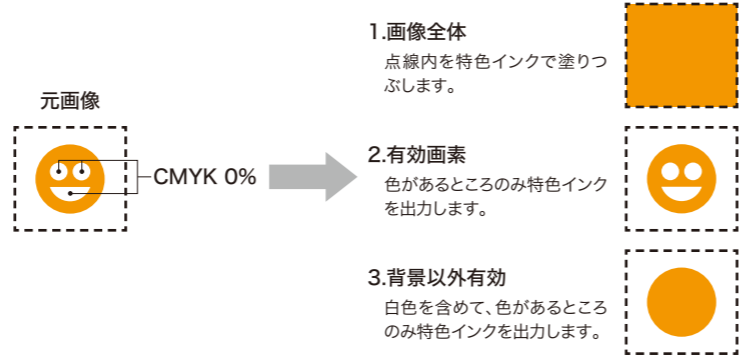 元画像
CMYK 0%
1.画像全体
点線内を特色インクで塗りつ
ぶします。
2.有効画素
色があるところのみ特色インク
を出力します。
3.背景以外有効
白色を含めて、色があるところ
のみ特色インクを出力します。